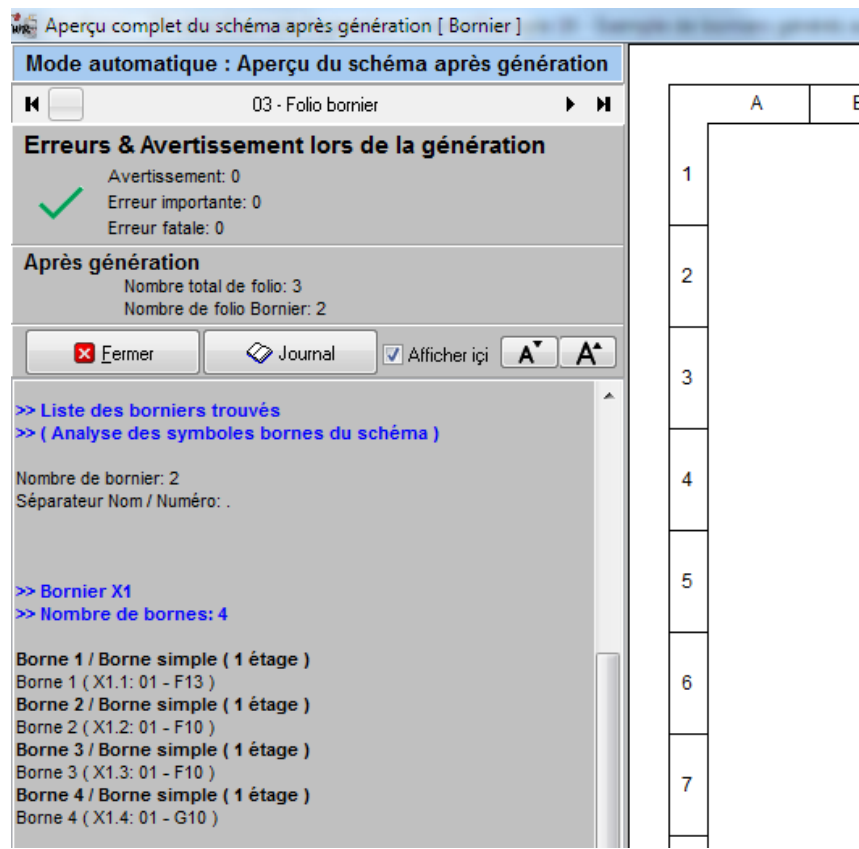 Aperçu complet du schéma après génération [ Bornier ]
Mode automatique : Aperçu du schéma après génération
03 - Folio bornier
Erreurs & Avertissement lors de la génération
Avertissement: 0
Erreur importante: 0
Erreur fatale: 0
Après génération
Nombre total de folio: 3
Nombre de folio Bornier: 2
Fermer
Journal
Afficher içi
A
A
>> Liste des borniers trouvés
>> ( Analyse des symboles bornes du schéma )
Nombre de bornier: 2
Séparateur Nom / Numéro: .
>> Bornier X1
>> Nombre de bornes: 4
Borne 1 / Borne simple ( 1 étage )
Borne 1 ( X1.1: 01 - F13 )
Borne 2 / Borne simple ( 1 étage )
Borne 2 ( X1.2: 01 - F10 )
Borne 3 / Borne simple ( 1 étage )
Borne 3 ( X1.3: 01 - F10 )
Borne 4 / Borne simple ( 1 étage )
Borne 4 ( X1.4: 01 - G10 )
A
1
2
3
4
5
6
7